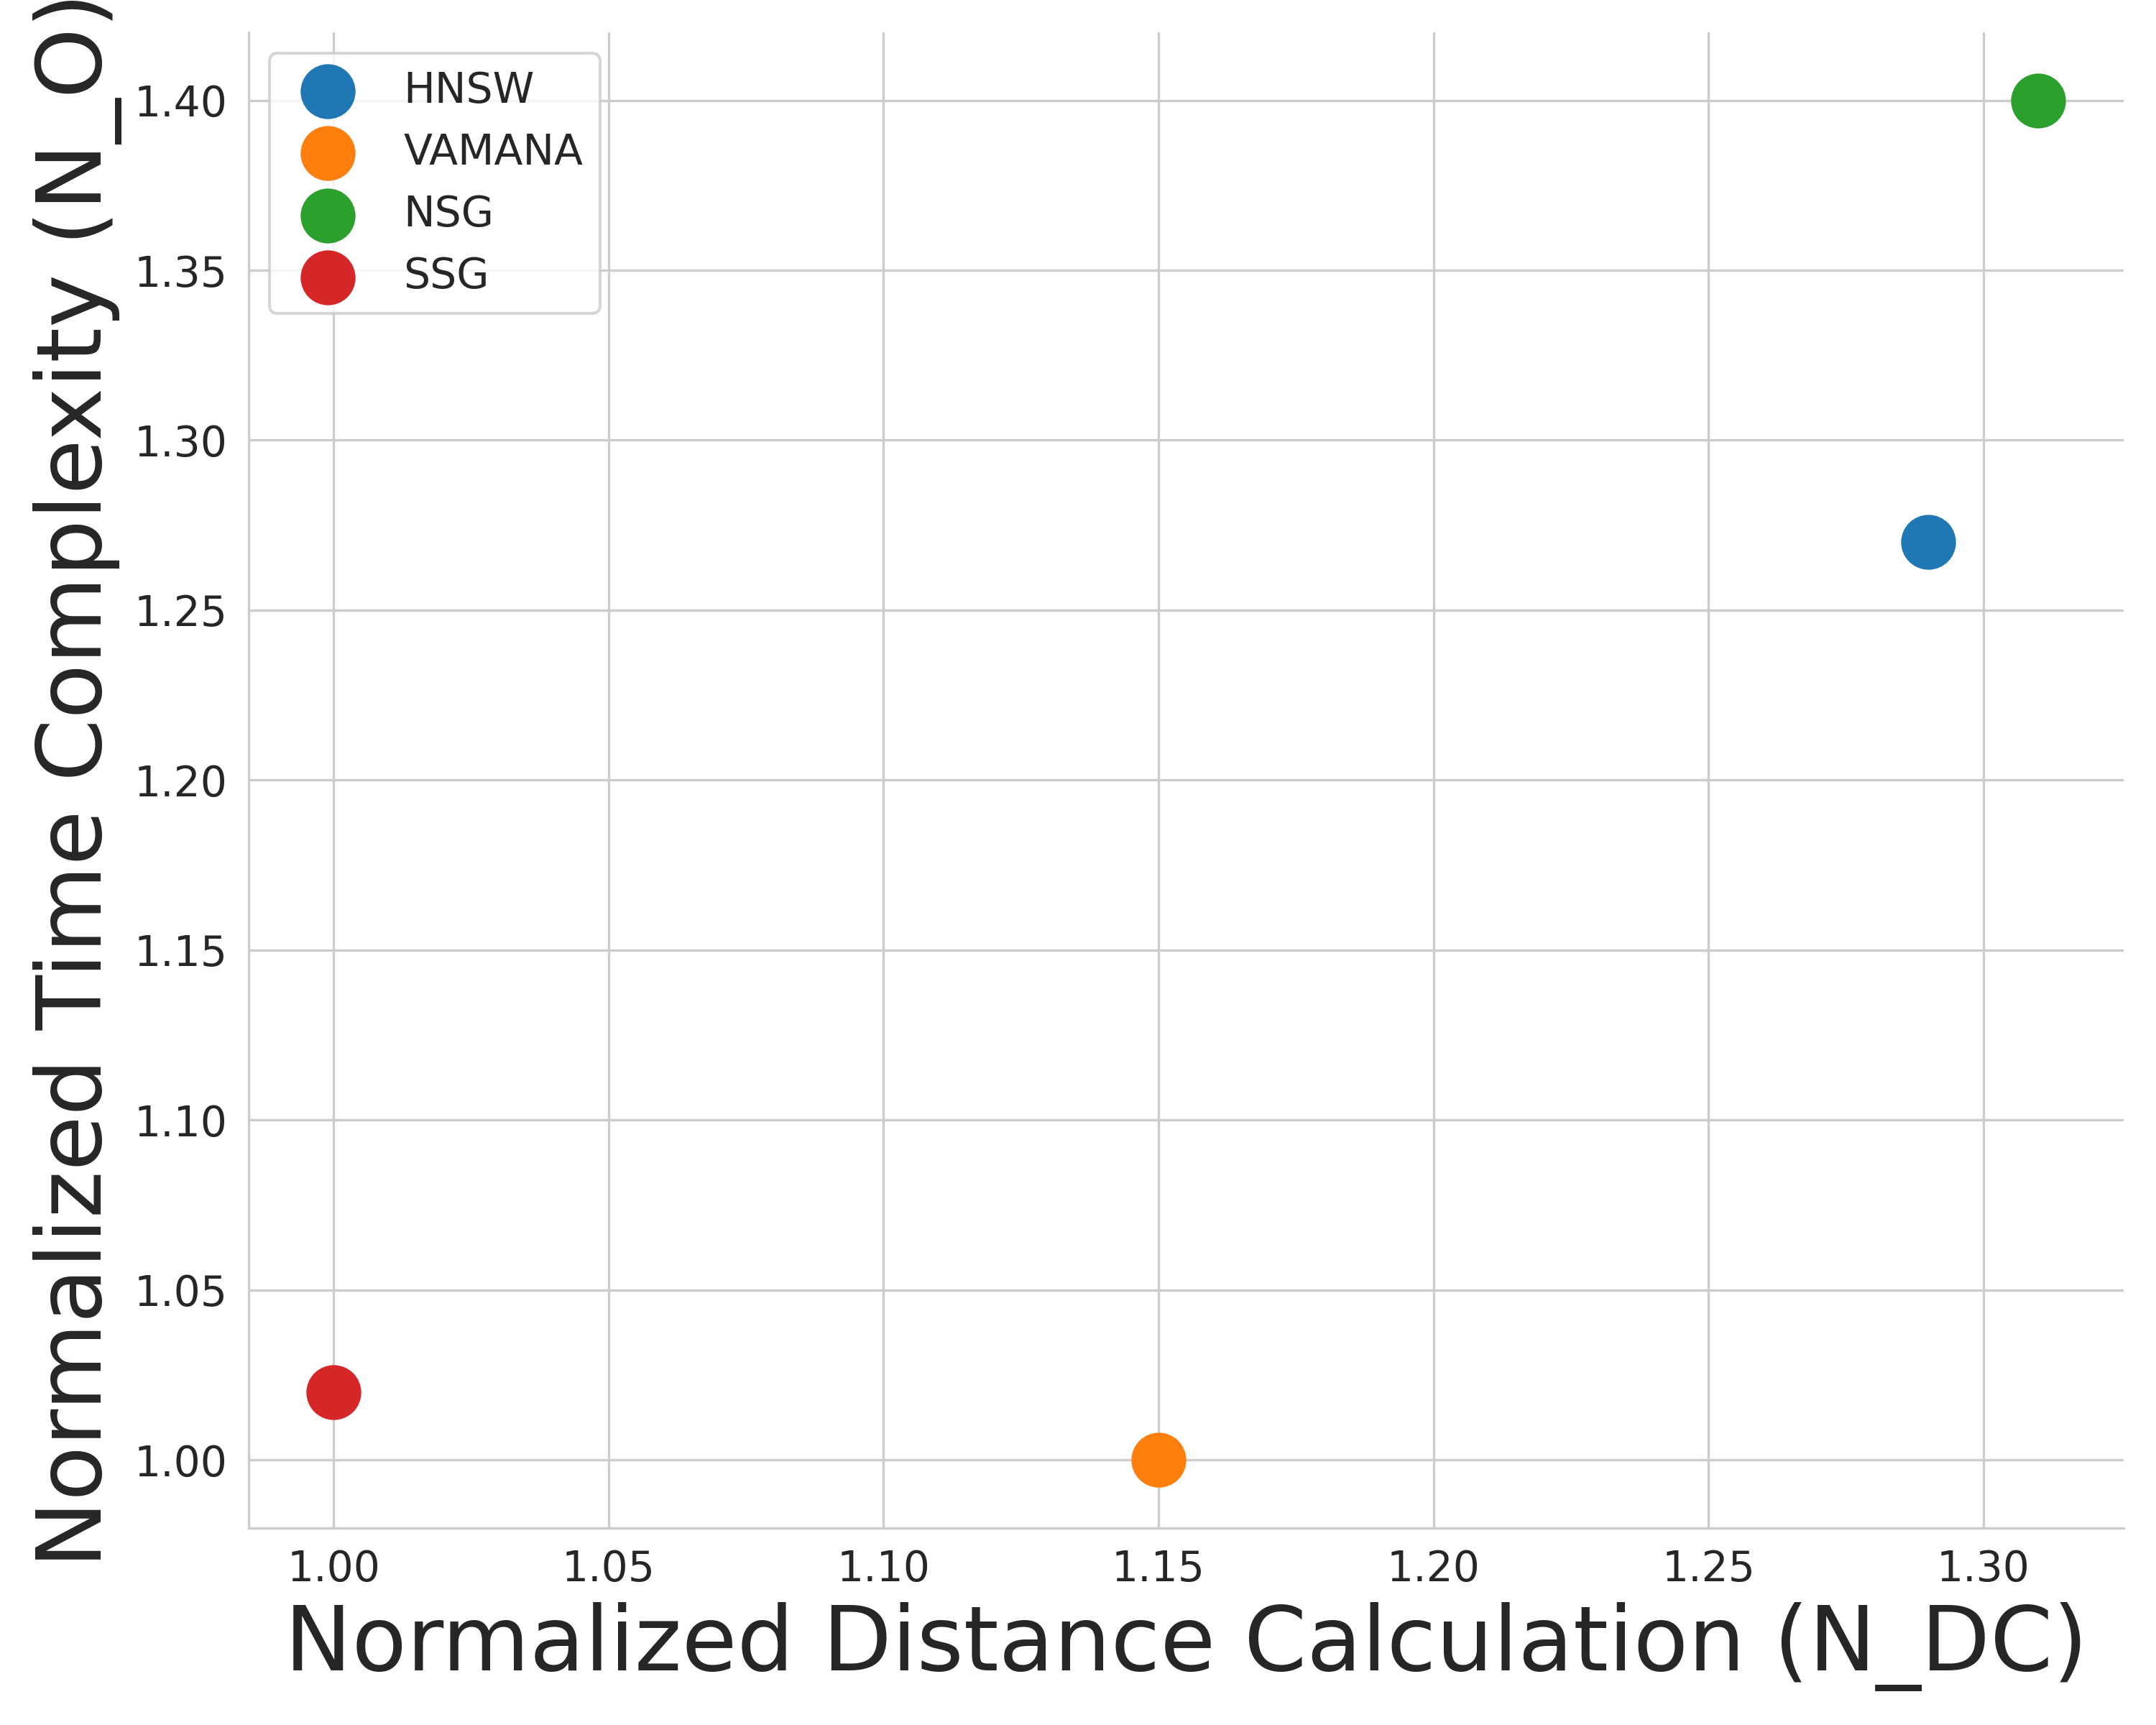 Normalized Time Complexity (N_O)
1.40
1.35
1.30
1.25
1.20
1.15
1.10
1.05
1.00
HNSW
VAMANA
NSG
SSG
1.00 1.05 1.10 1.15 1.20 1.25 1.30
Normalized Distance Calculation (N_DC)